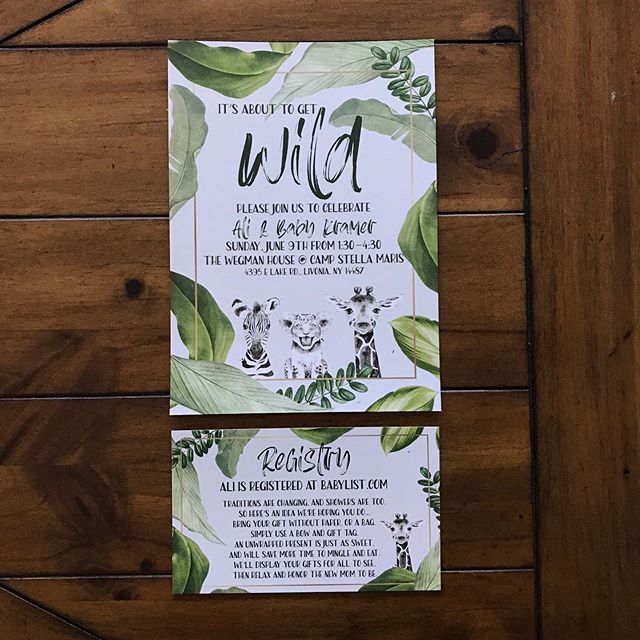 IT'S ABOUT TO GET
Wild
PLEASE JOIN US TO CELEBRATE
Ali & Baby Kramer
SUNDAY, JUNE 9TH FROM 1:30-4:30
THE WEGMAN HOUSE @ CAMP STELLA MARIS
4395 E LAKE RD., LIVONIA, NY 14487
Registry
ALI IS REGISTERED AT BABYLIST.COM
TRADITIONS ARE CHANGING, AND SHOWERS ARE TOO,
SO HERE'S AN IDEA WE'RE HOPING YOU DO...
BRING YOUR GIFT WITHOUT PAPER, OR A BAG,
SIMPLY USE A BOW AND GIFT TAG.
AN UNWRAPPED PRESENT IS JUST AS SWEET,
AND WILL SAVE MORE TIME TO MINGLE AND EAT.
WE'LL DISPLAY YOUR GIFTS FOR ALL TO SEE,
THEN RELAX AND HONOR THE NEW MOM TO BE.